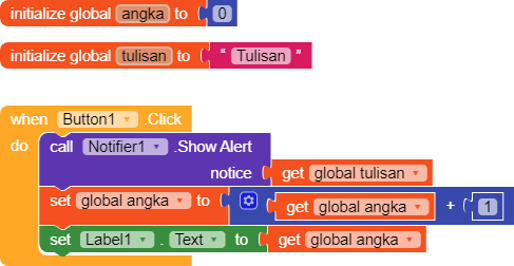 initialize global angka to 0
initialize global tulisan to “ Tulisan ”
when Button1 .Click
do call Notifier1 .Show Alert
notice get global tulisan
set global angka to get global angka + 1
set Label1 . Text to get global angka